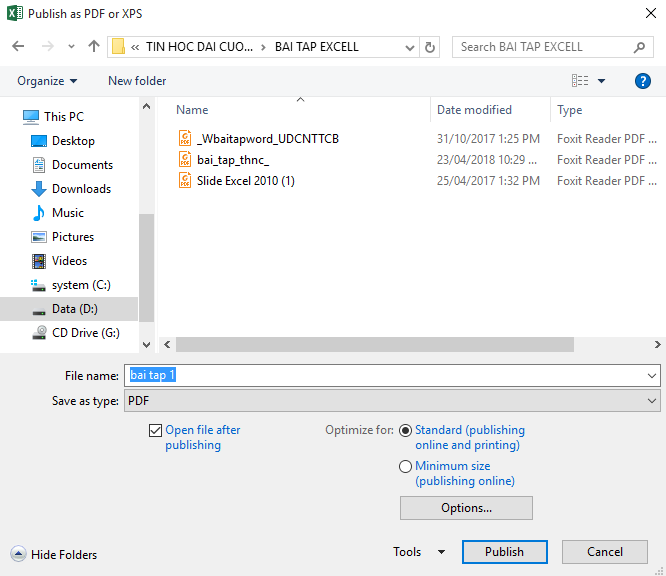 Publish as PDF or XPS
TIN HOC DAI CUO... BAI TAP EXCELL
Search BAI TAP EXCELL
Organize New folder
Name Date modified Type
This PC
Desktop
Documents
Downloads
Music
Pictures
Videos
system (C:)
Data (D:)
CD Drive (G:)
_Wbaitapword_UDCNTTCB 31/10/2017 1:25 PM Foxit Reader PDF ...
bai_tap_thnc_ 23/04/2018 10:29 ... Foxit Reader PDF ...
Slide Excel 2010 (1) 25/04/2017 1:32 PM Foxit Reader PDF ...
File name: bai tap 1
Save as type: PDF
Open file after
publishing
Optimize for:
Standard (publishing
online and printing)
Minimum size
(publishing online)
Options...
Hide Folders
Tools Publish Cancel